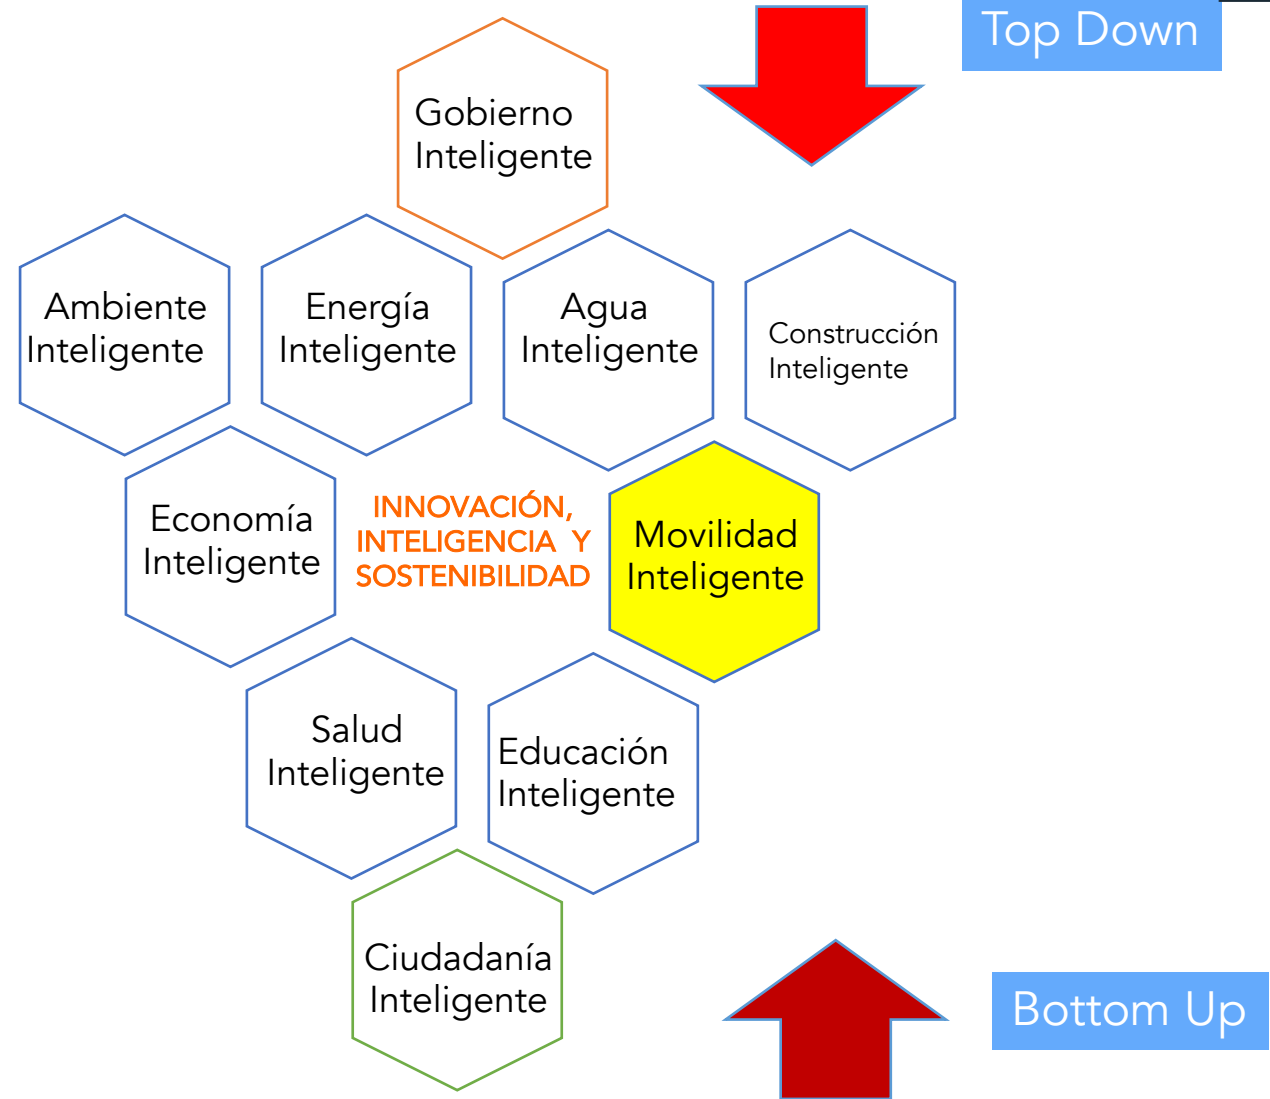 Top Down
Gobierno
Inteligente
Ambiente
Inteligente
Energía
Inteligente
Agua
Inteligente
Construcción
Inteligente
Economía
Inteligente
INNOVACIÓN,
INTELIGENCIA Y
SOSTENIBILIDAD
Movilidad
Inteligente
Salud
Inteligente
Educación
Inteligente
Ciudadanía
Inteligente
Bottom Up